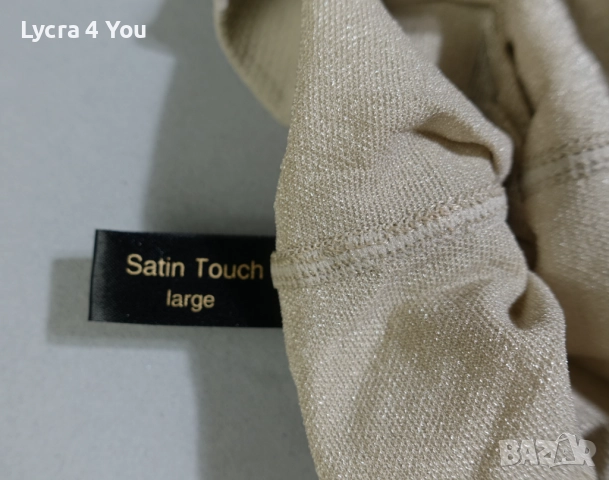 Lycra 4 You
Satin Touch
large
BAZAR